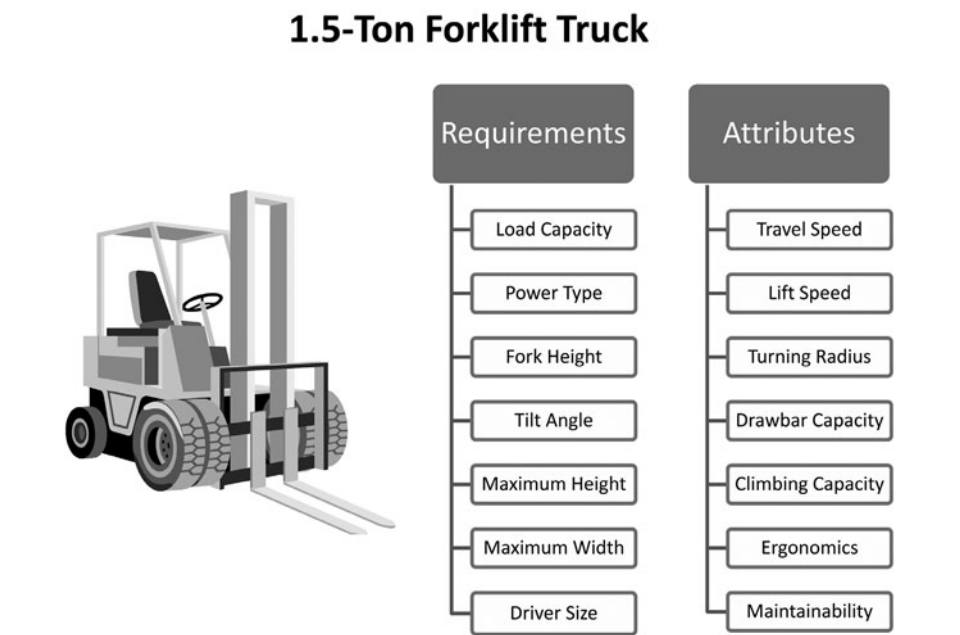 1.5-Ton Forklift Truck
Requirements
Load Capacity
Power Type
Fork Height
Tilt Angle
Maximum Height
Maximum Width
Driver Size
Attributes
Travel Speed
Lift Speed
Turning Radius
Drawbar Capacity
Climbing Capacity
Ergonomics
Maintainability